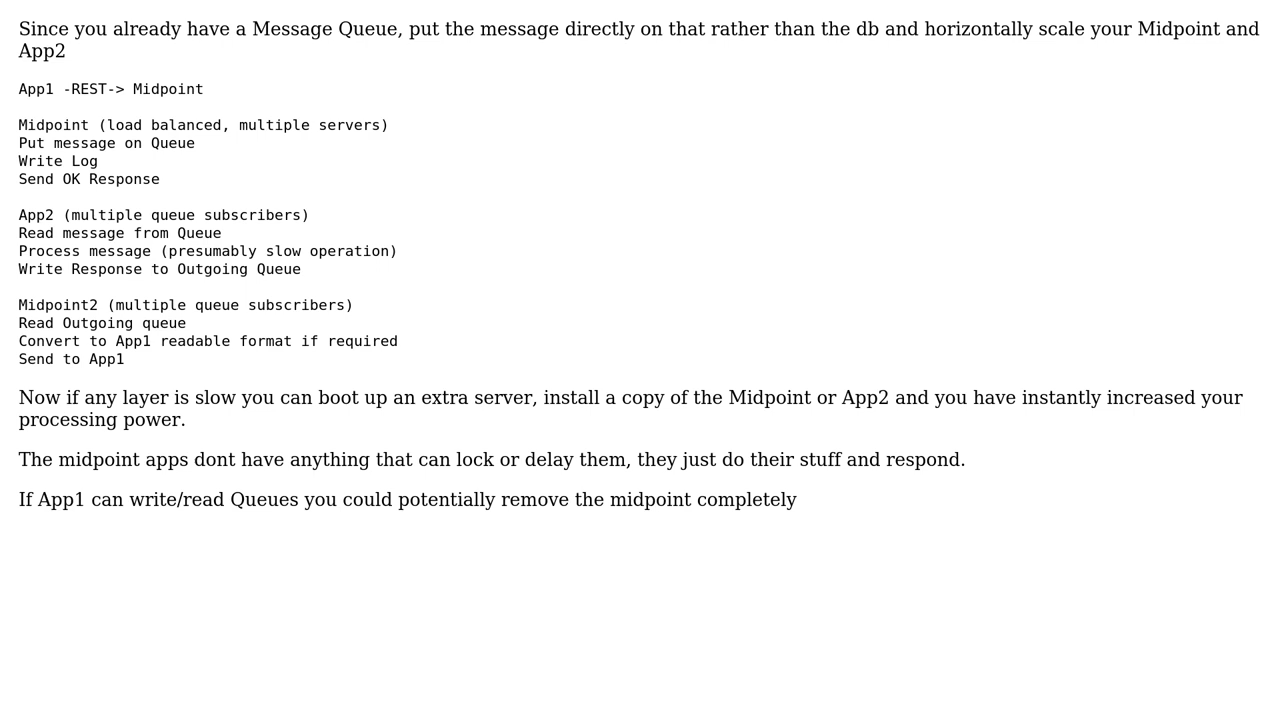 Since you already have a Message Queue, put the message directly on that rather than the db and horizontally scale your Midpoint and
App2
App1 -REST-> Midpoint
Midpoint (load balanced, multiple servers)
Put message on Queue
Write Log
Send OK Response
App2 (multiple queue subscribers)
Read message from Queue
Process message (presumably slow operation)
Write Response to Outgoing Queue
Midpoint2 (multiple queue subscribers)
Read Outgoing queue
Convert to App1 readable format if required
Send to App1
Now if any layer is slow you can boot up an extra server, install a copy of the Midpoint or App2 and you have instantly increased your
processing power.
The midpoint apps dont have anything that can lock or delay them, they just do their stuff and respond.
If App1 can write/read Queues you could potentially remove the midpoint completely